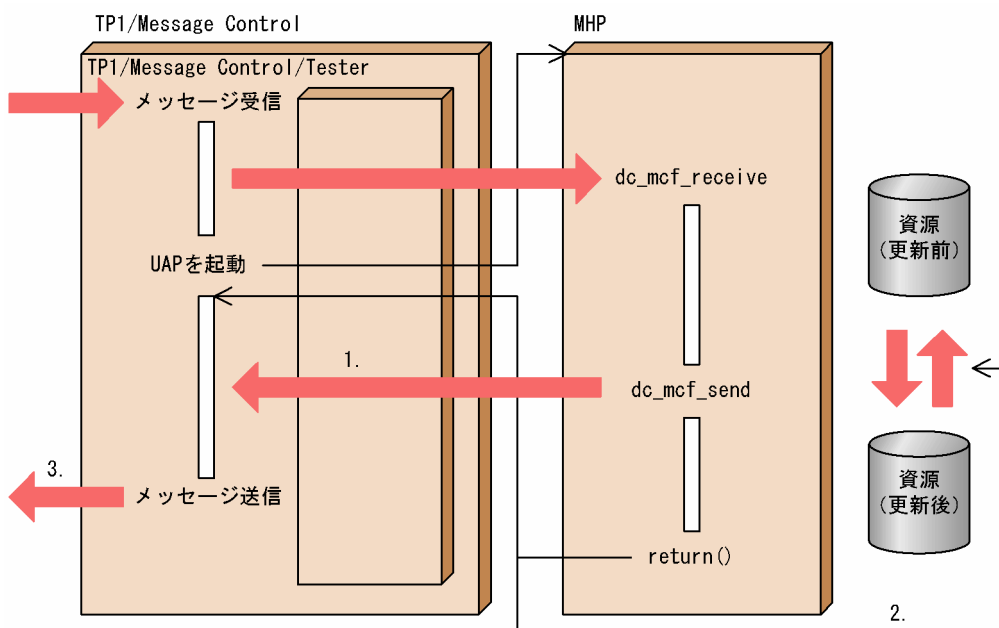 TP1/Message Control
MHP
TP1/Message Control/Tester
メッセージ受信
dc_mcf_receive
資源
(更新前)
UAPを起動
1.
dc_mcf_send
3.
メッセージ送信
資源
(更新後)
return()
2.